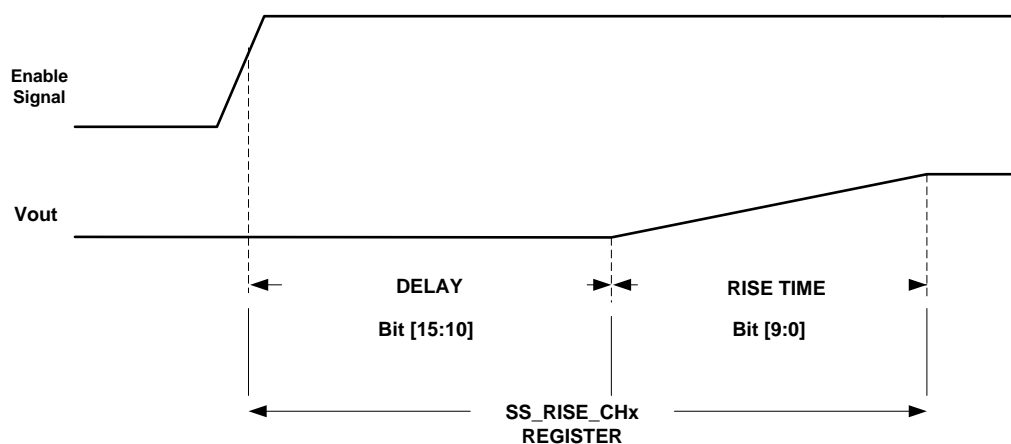 Enable
Signal
Vout
DELAY
RISE TIME
Bit [15:10]
Bit [9:0]
SS_RISE_CHx
REGISTER